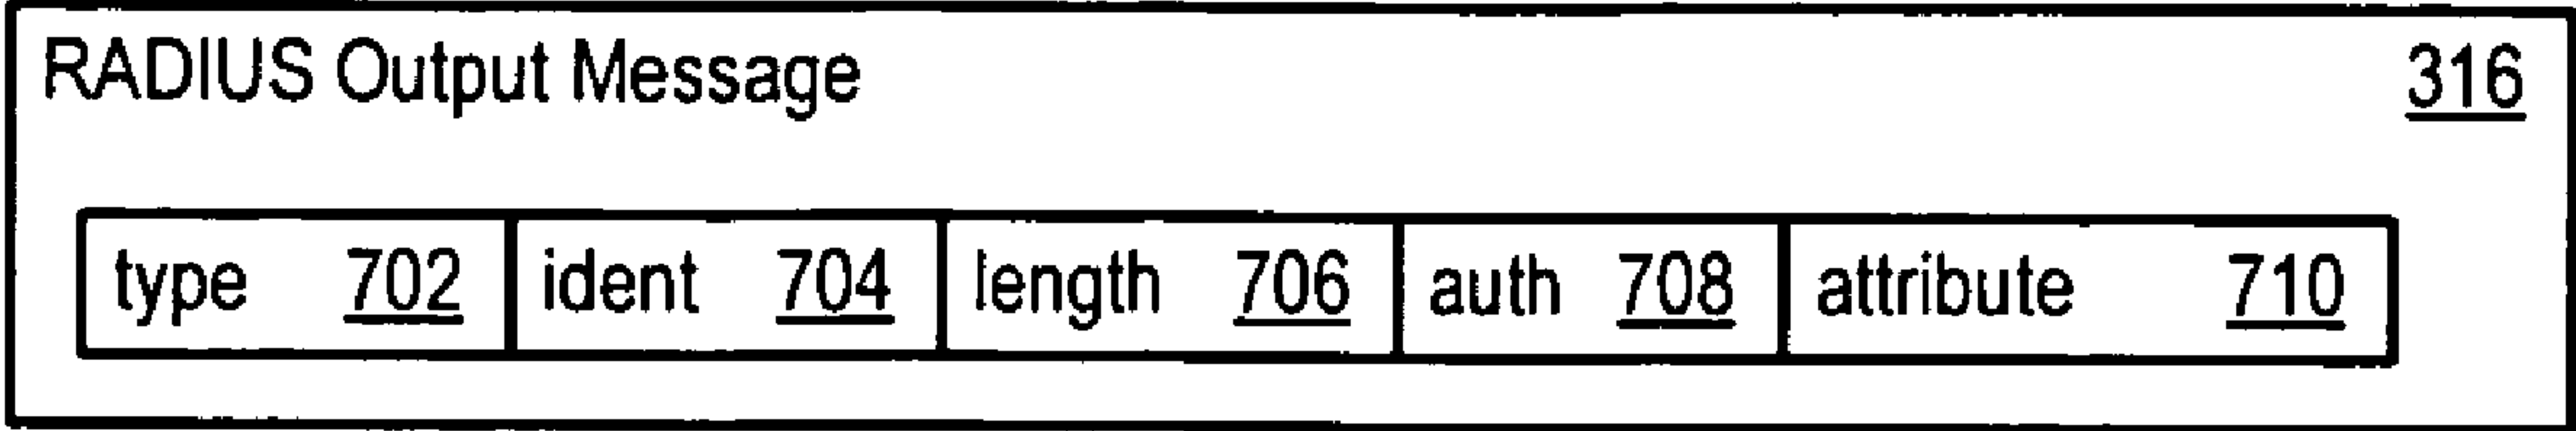 RADIUS Output Message 316
type 702 ident 704 length 706 auth 708 attribute 710